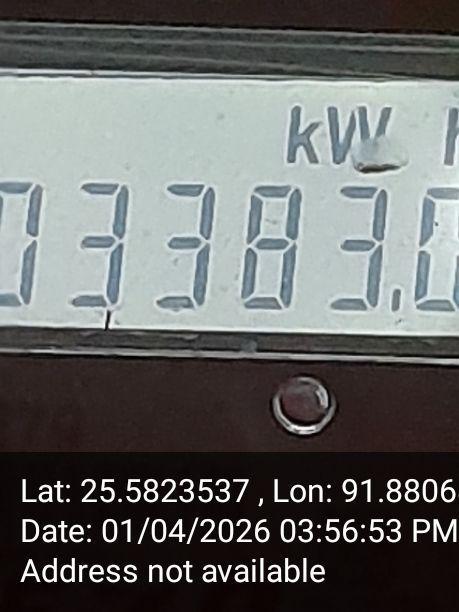 kW h
03383.0
Lat: 25.5823537 , Lon: 91.8806
Date: 01/04/2026 03:56:53 PM
Address not available